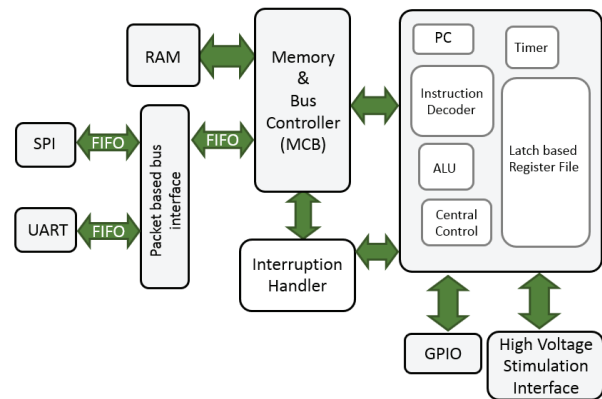 RAM
Memory
&
Bus
Controller
(MCB)
PC
Timer
Instruction
Decoder
Latch based
Register File
ALU
Central
Control
SPI
FIFO
FIFO
UART
FIFO
Packet based bus
interface
Interruption
Handler
GPIO
High Voltage
Stimulation
Interface